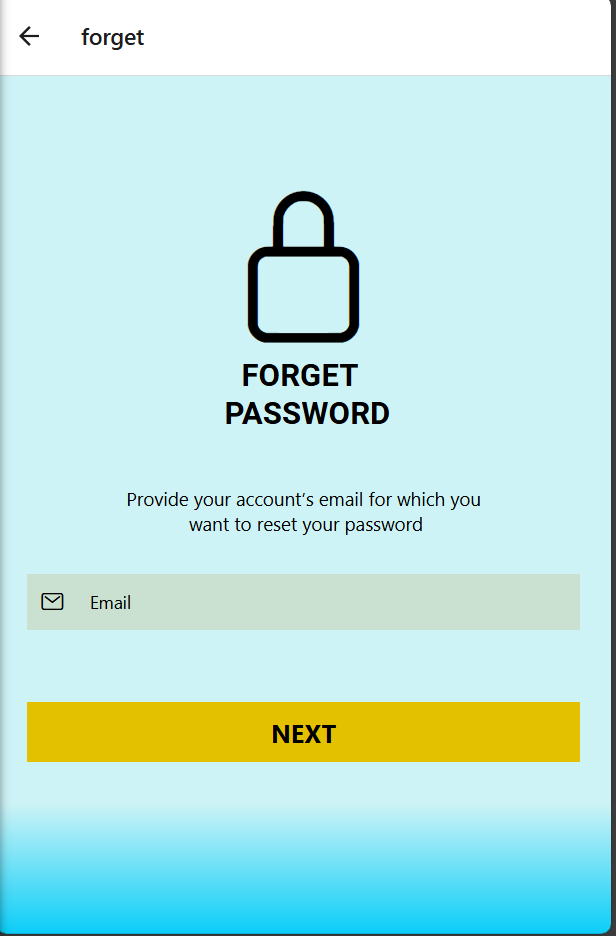 forget
FORGET
PASSWORD
Provide your account's email for which you
want to reset your password
Email
NEXT